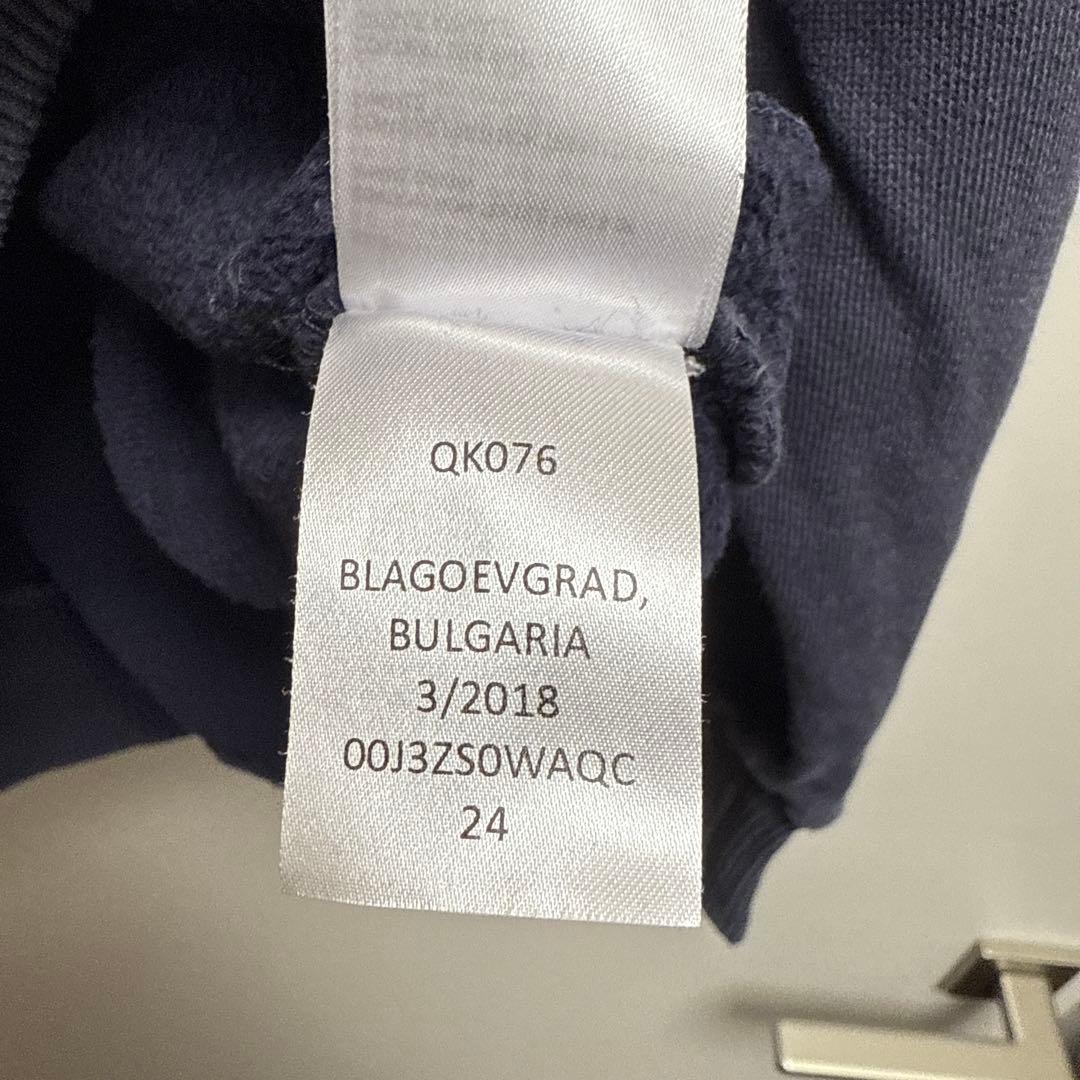 QK076
BLAGOEVGRAD,
BULGARIA
3/2018
00J3ZS0WAQC
24